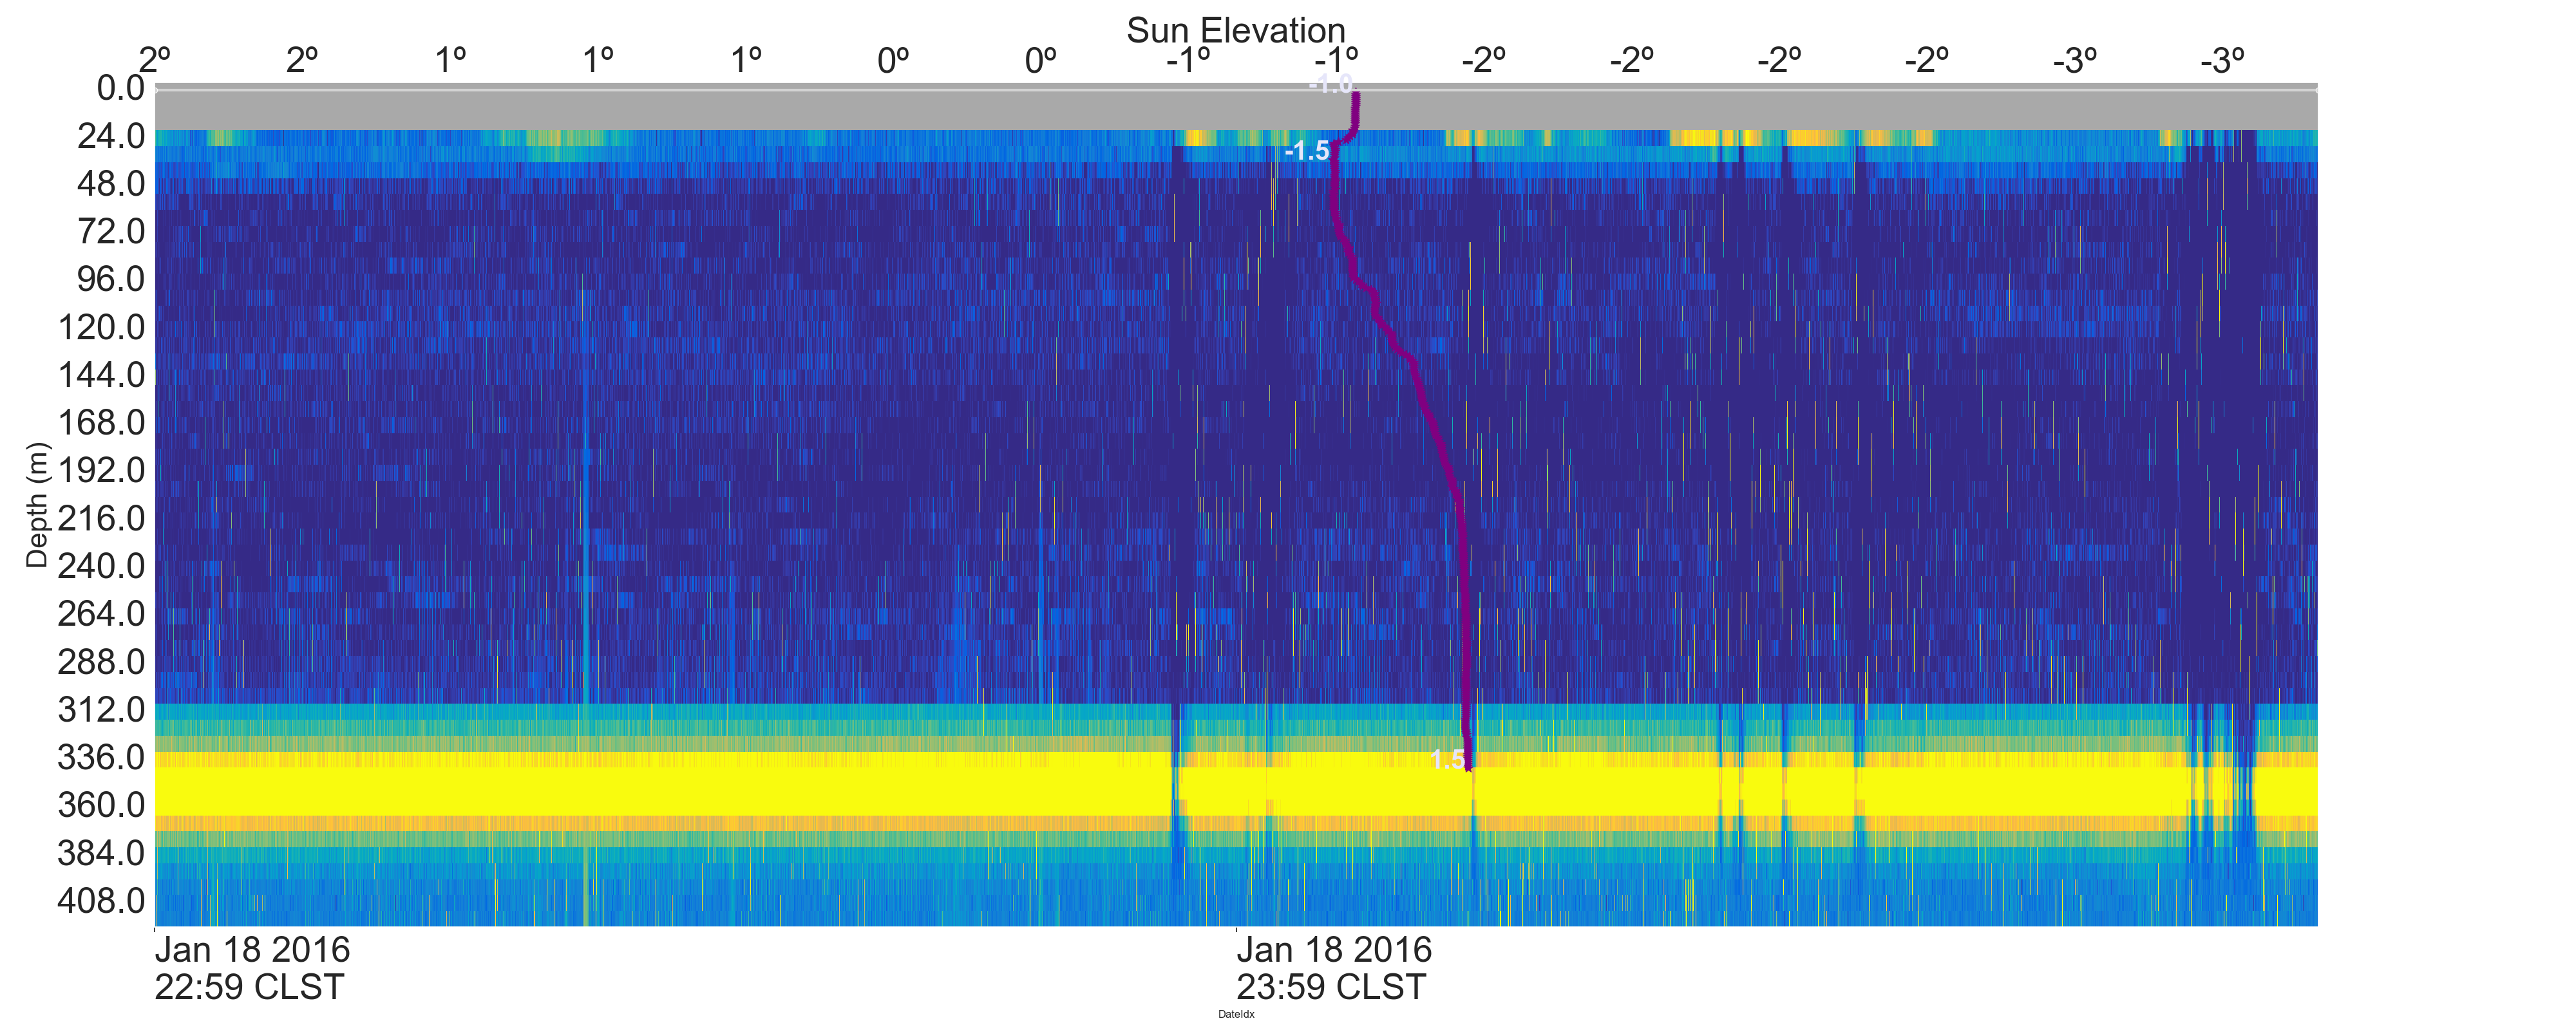 Sun Elevation
2º 2º 1º 1º 1º 0º 0º -1º -1º -2º -2º -2º -2º -3º -3º
0.0
-1.0
24.0
-1.5
48.0
72.0
96.0
120.0
144.0
168.0
192.0
216.0
240.0
264.0
288.0
312.0
336.0
1.5
360.0
384.0
408.0
Depth (m)
Jan 18 2016
22:59 CLST
Jan 18 2016
23:59 CLST
DateIdx